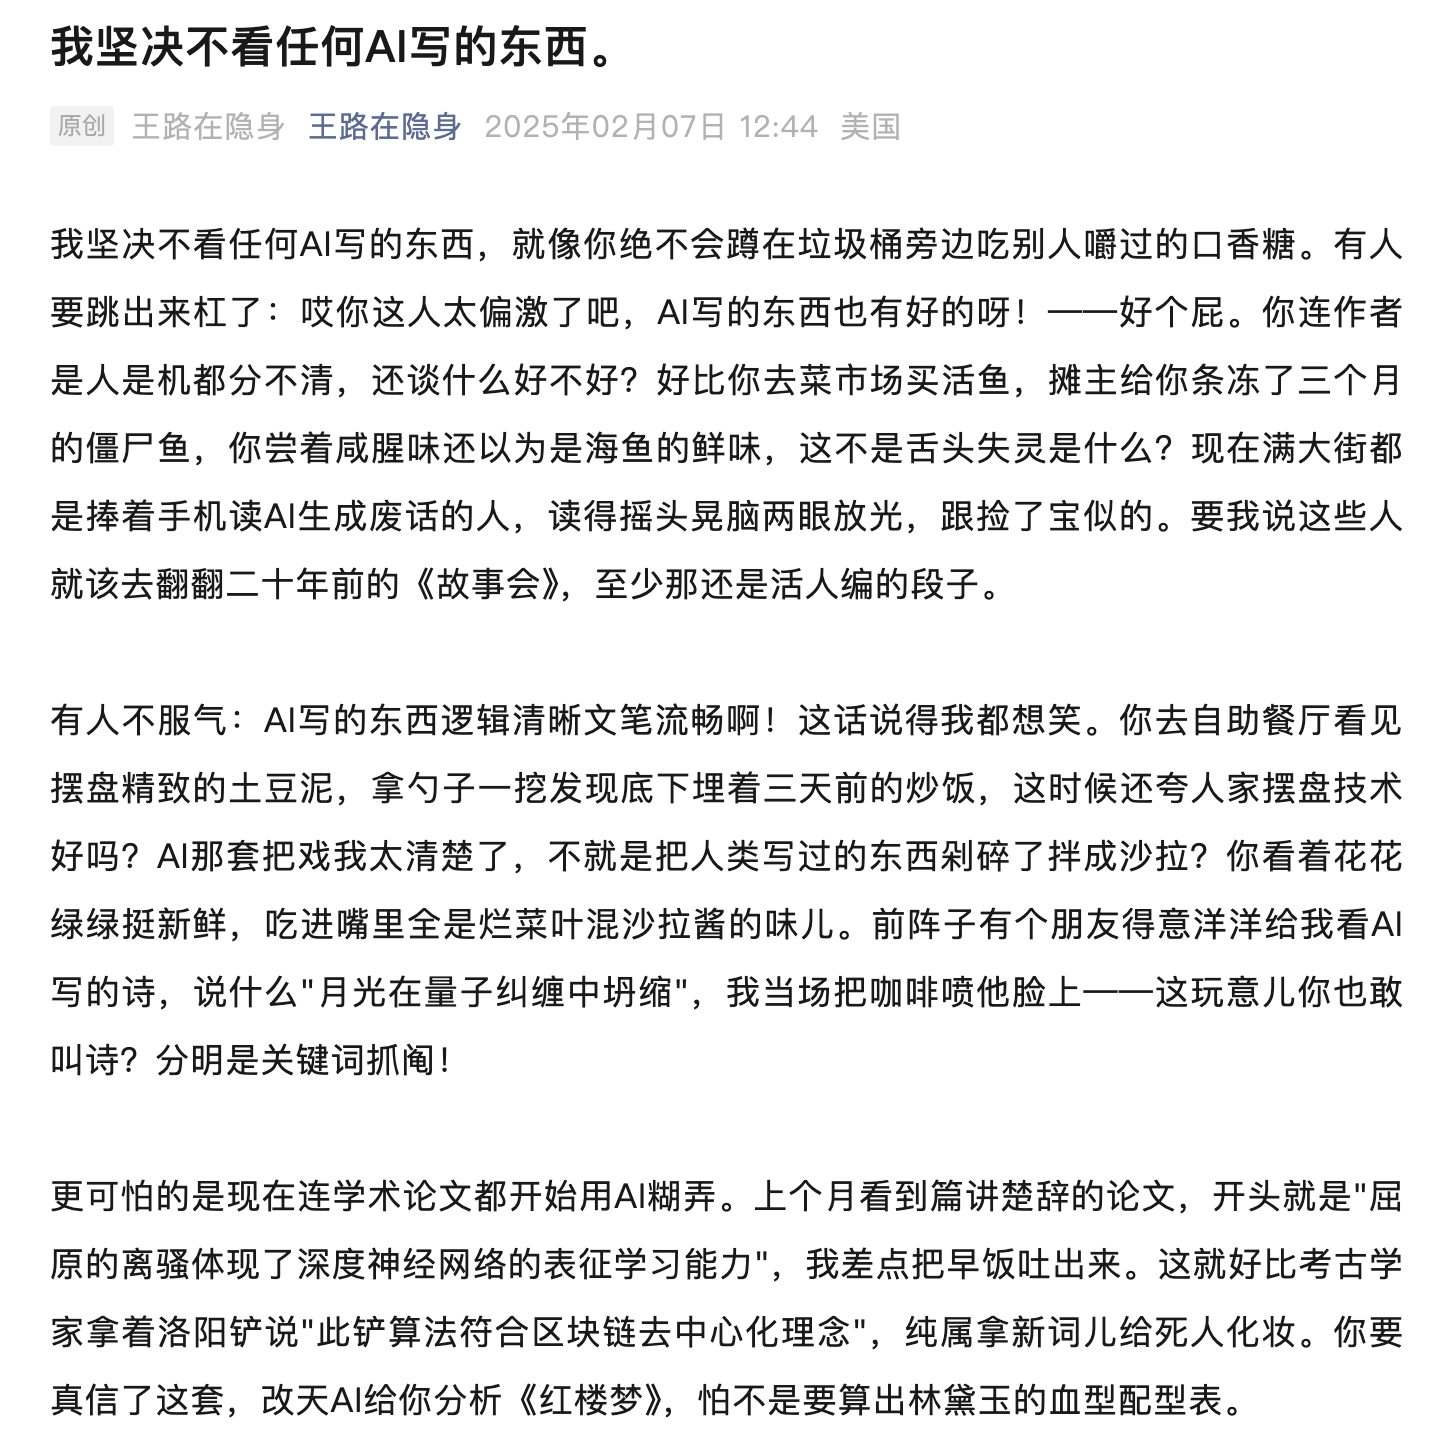 我坚决不看任何AI写的东西。
原创 王路在隐身 王路在隐身 2025年02月07日 12:44 美国
我坚决不看任何AI写的东西，就像你绝不会蹲在垃圾桶旁边吃别人嚼过的口香糖。有人
要跳出来杠了：哎你这人太偏激了吧，AI写的东西也有好的呀！——好个屁。你连作者
是人是机都分不清，还谈什么好不好？好比你去菜市场买活鱼，摊主给你条冻了三个月
的僵尸鱼，你尝着咸腥味还以为是海鱼的鲜味，这不是舌头失灵是什么？现在满大街都
是捧着手机读AI生成废话的人，读得摇头晃脑两眼放光，跟捡了宝似的。要我说这些人
就该去翻翻二十年前的《故事会》，至少那还是活人编的段子。
有人不服气：AI写的东西逻辑清晰文笔流畅啊！这话说得我都想笑。你去自助餐厅看见
摆盘精致的土豆泥，拿勺子一挖发现底下埋着三天前的炒饭，这时候还夸人家摆盘技术
好吗？AI那套把戏我太清楚了，不就是把人类写过的东西剁碎了拌成沙拉？你看着花花
绿绿挺新鲜，吃进嘴里全是烂菜叶混沙拉酱的味儿。前阵子有个朋友得意洋洋给我看AI
写的诗，说什么"月光在量子纠缠中坍缩"，我当场把咖啡喷他脸上——这玩意儿你也敢
叫诗？分明是关键词抓阄！
更可怕的是现在连学术论文都开始用AI糊弄。上个月看到篇讲楚辞的论文，开头就是"屈
原的离骚体现了深度神经网络的表征学习能力"，我差点把早饭吐出来。这就好比考古学
家拿着洛阳铲说"此铲算法符合区块链去中心化理念"，纯属拿新词儿给死人化妆。你要
真信了这套，改天AI给你分析《红楼梦》，怕不是要算出林黛玉的血型配型表。